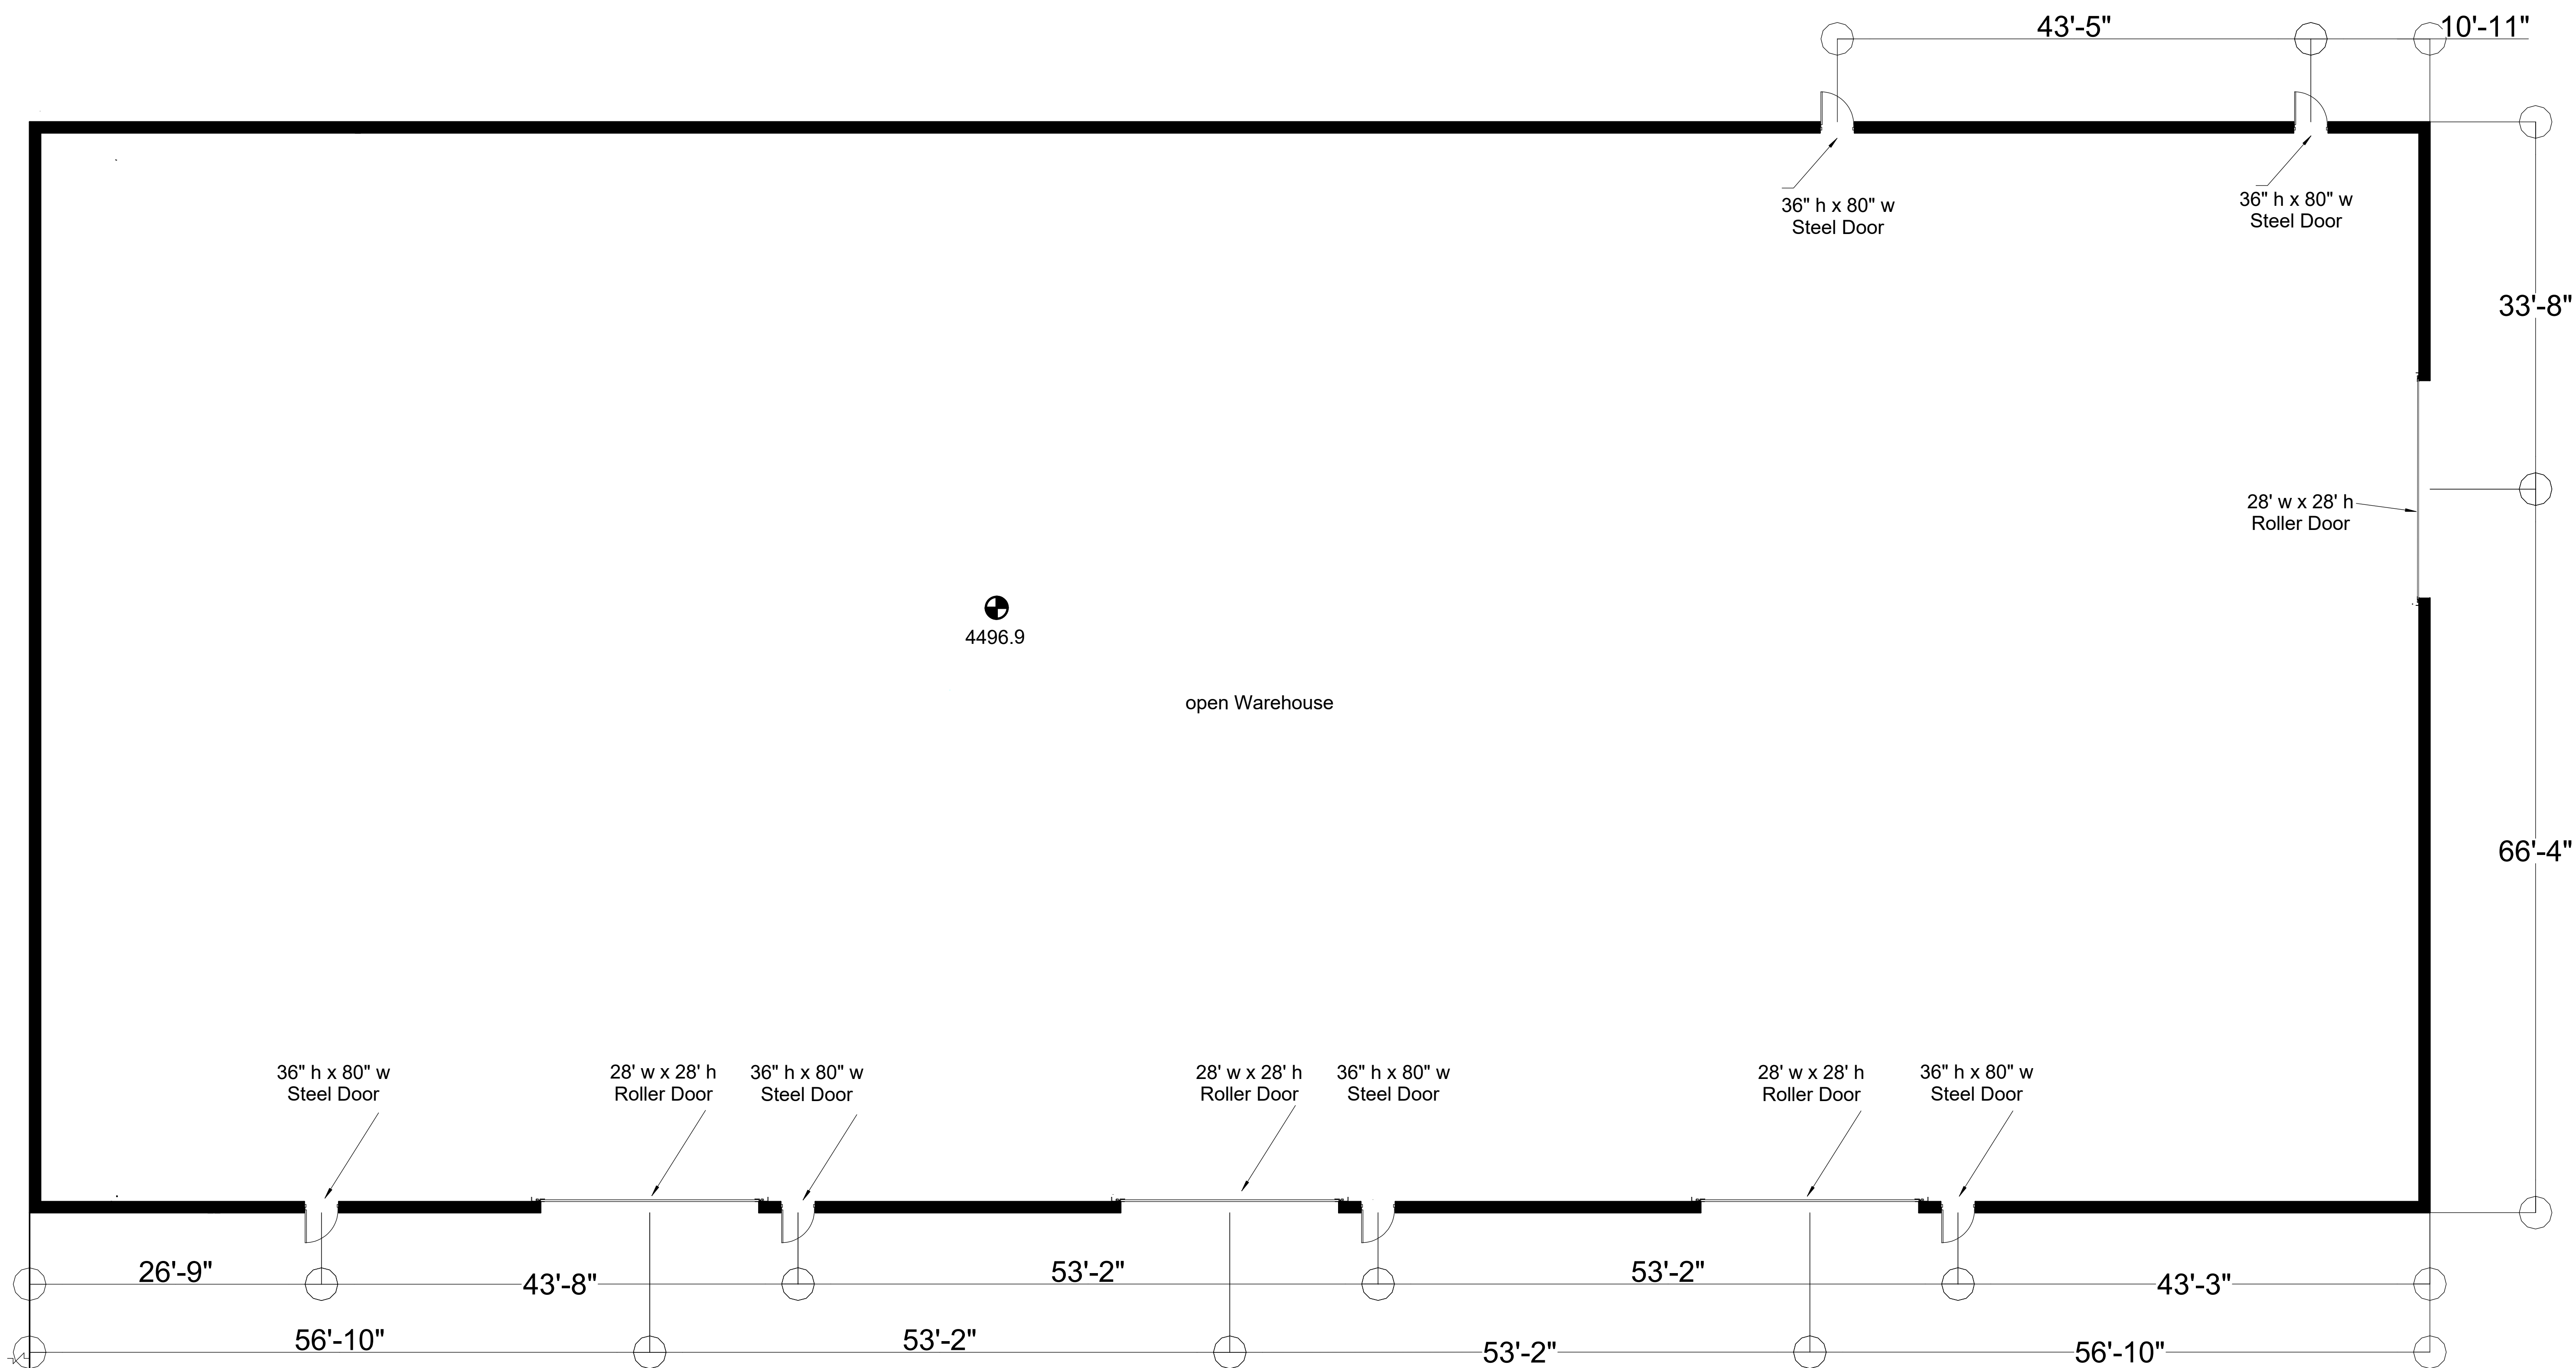 43'-5"
10'-11"
36" h x 80" w
Steel Door
36" h x 80" w
Steel Door
33'-8"
28' w x 28' h
Roller Door
4496.9
open Warehouse
66'-4"
36" h x 80" w
Steel Door
28' w x 28' h
Roller Door
36" h x 80" w
Steel Door
28' w x 28' h
Roller Door
36" h x 80" w
Steel Door
28' w x 28' h
Roller Door
36" h x 80" w
Steel Door
26'-9"
43'-8"
53'-2"
53'-2"
43'-3"
56'-10"
53'-2"
53'-2"
56'-10"